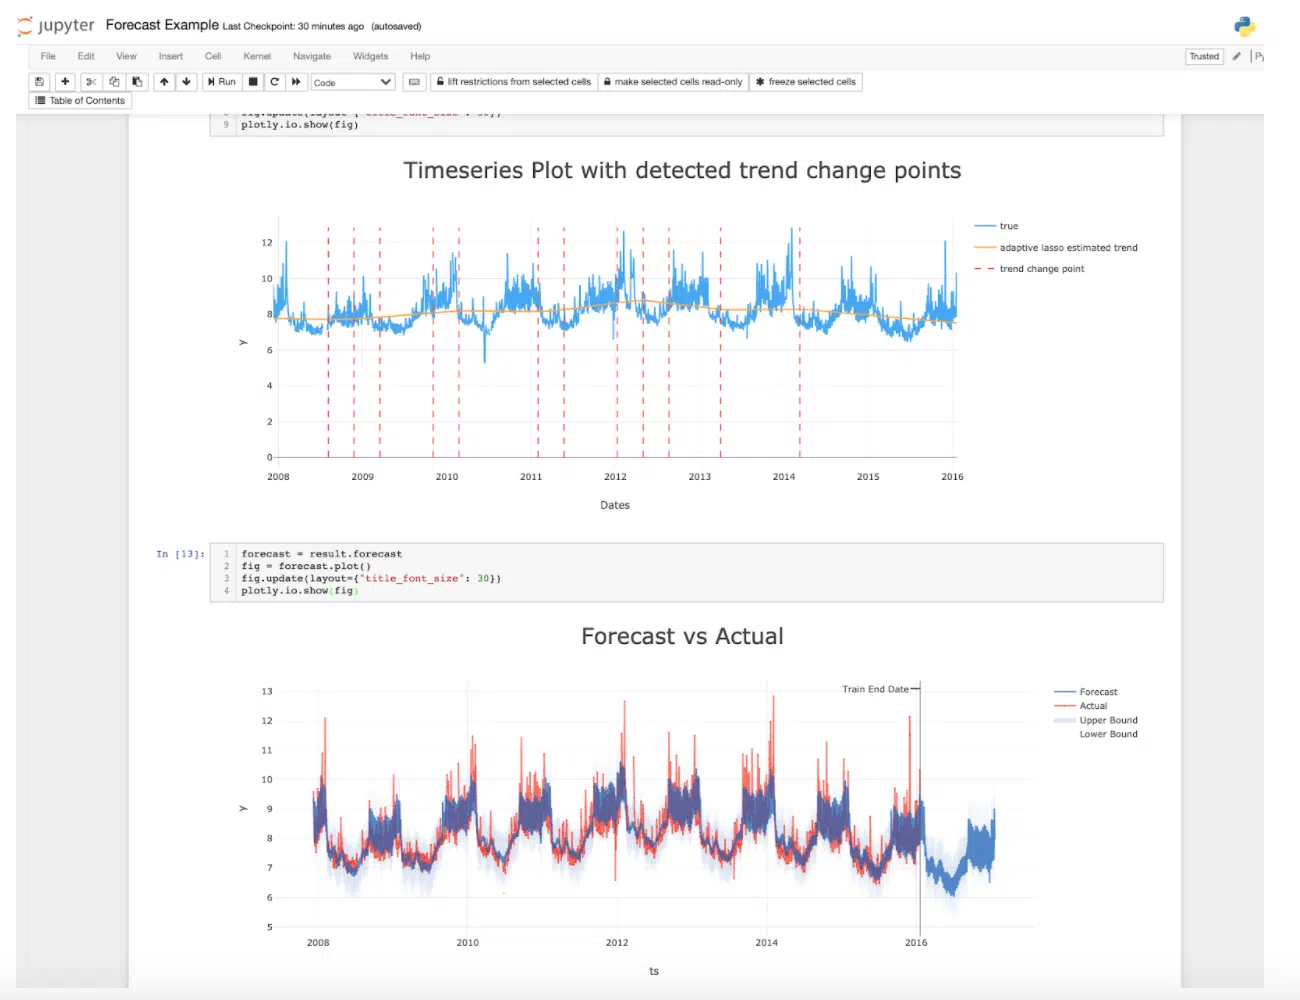 jupyter Forecast Example Last Checkpoint: 30 minutes ago (autosaved)
File Edit View Insert Cell Kernel Navigate Widgets Help
Trusted
Run Code lift restrictions from selected cells make selected cells read-only freeze selected cells
Table of Contents
9 plotly.io.show(fig)
Timeseries Plot with detected trend change points
true
adaptive lasso estimated trend
trend change point
12
10
8
6
4
2
0
y
2008 2009 2010 2011 2012 2013 2014 2015 2016
Dates
In [13]:
1 forecast = result.forecast
2 fig = forecast.plot()
3 fig.update(layout={"title_font_size": 30})
4 plotly.io.show(fig)
Forecast vs Actual
Train End Date
Forecast
Actual
Upper Bound
Lower Bound
13
12
11
10
9
8
7
6
5
y
2008 2010 2012 2014 2016
ts